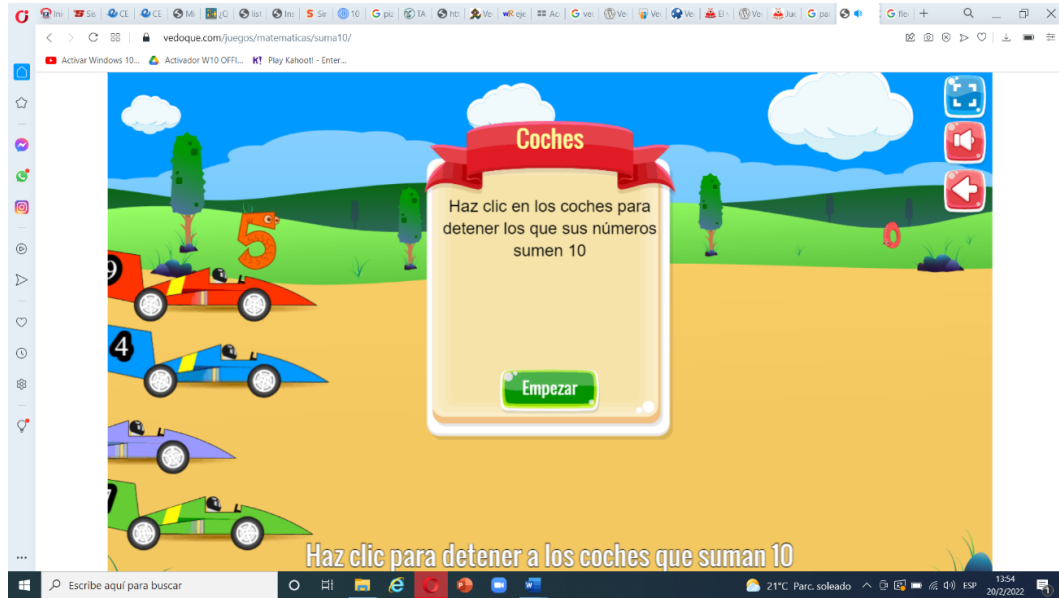 vedoque.com/juegos/matematicas/suma10/
Activar Windows 10...
Activador W10 OFFI...
K! Play Kahoot! - Enter...
Coches
Haz clic en los coches para
detener los que sus números
sumen 10
5
0
9
4
Empezar
Haz clic para detener a los coches que suman 10
Escribe aquí para buscar
21°C Parc. soleado
ESP
13:54
20/2/2022